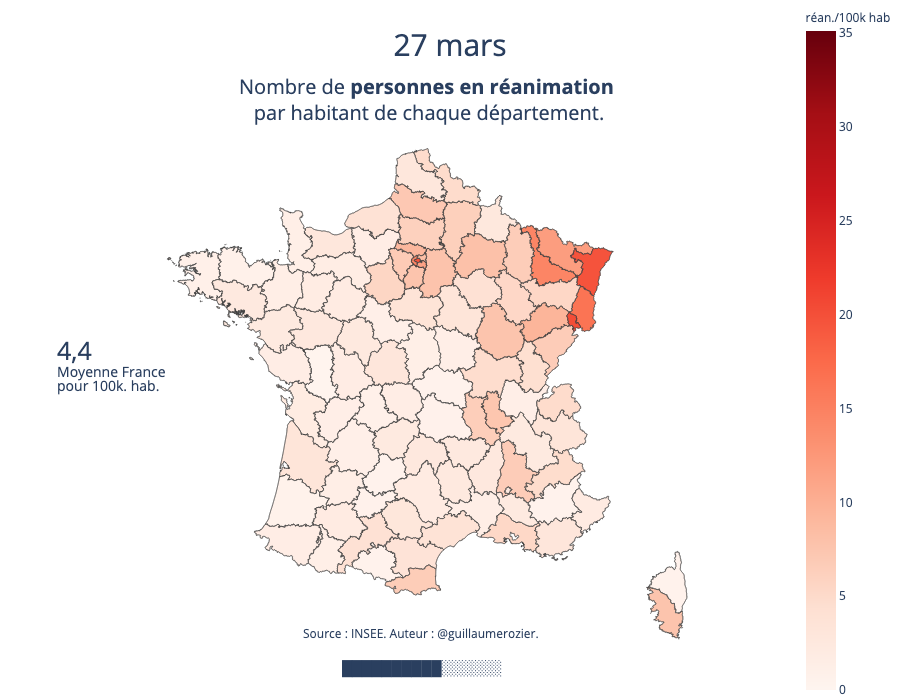 27 mars
Nombre de personnes en réanimation
par habitant de chaque département.
réan./100k hab
35
30
25
20
15
10
5
0
4,4
Moyenne France
pour 100k. hab.
Source : INSEE. Auteur : @guillaumerozier.